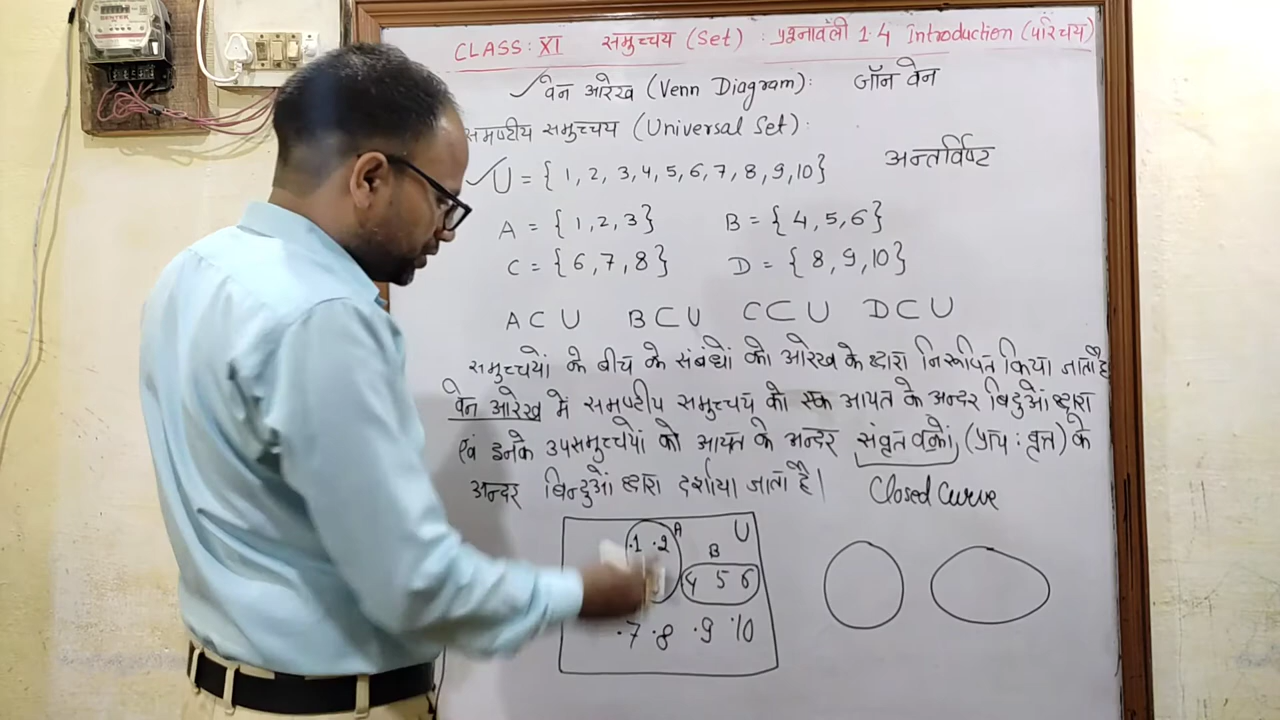 CLASS: XI समुच्चय (Set) : प्रश्नावली 1.4 Introduction (परिचय)
वेन आरेख (Venn Diagram): जॉन वेन
समष्टीय समुच्चय (Universal Set):
U = { 1, 2, 3, 4, 5, 6, 7, 8, 9, 10 } अन्तर्विष्ट
A = { 1, 2, 3 } B = { 4, 5, 6 }
C = { 6, 7, 8 } D = { 8, 9, 10 }
A ⊂ U B ⊂ U C ⊂ U D ⊂ U
समुच्चयों के बीच के संबंधों को आरेख के द्वारा निरूपित किया जाता है
वेन आरेख में समष्टीय समुच्चय को एक आयत के अन्दर बिंदुओं द्वारा
एवं इनके उपसमुच्चयों को आयत के अन्दर संवृत वक्रों (प्राय: वृत्त) के
अन्दर बिन्दुओं द्वारा दर्शाया जाता है।
Closed Curve
.1 .2 A U
B
4 5 6
.7 .8 .9 .10